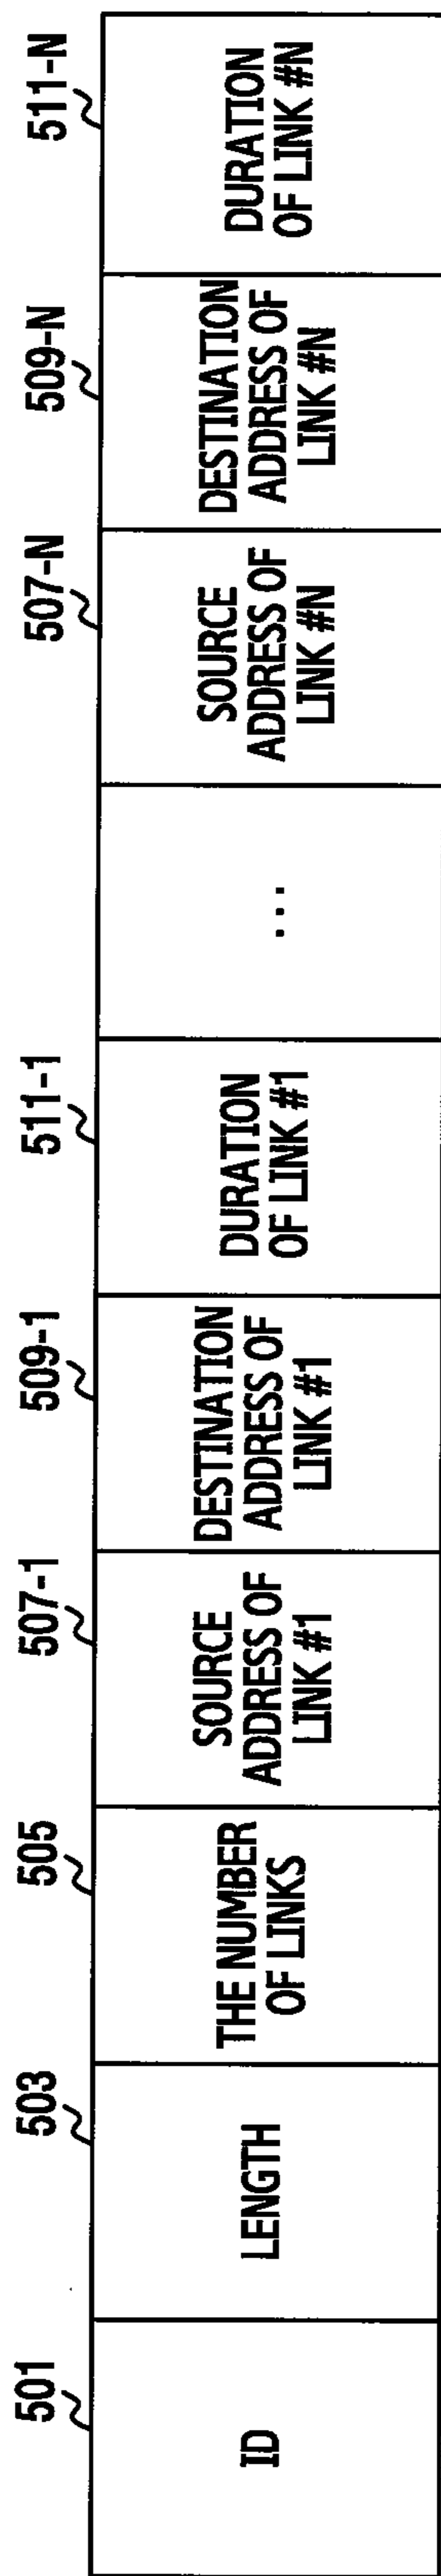 501
503
505
507-1
509-1
511-1
507-N
509-N
511-N
ID
LENGTH
THE NUMBER
OF LINKS
SOURCE
ADDRESS OF
LINK #1
DESTINATION
ADDRESS OF
LINK #1
DURATION
OF LINK #1
...
SOURCE
ADDRESS OF
LINK #N
DESTINATION
ADDRESS OF
LINK #N
DURATION
OF LINK #N